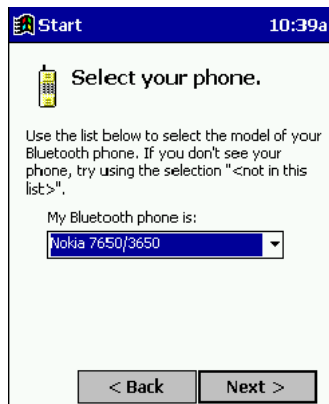 Start 10:39a
Select your phone.
Use the list below to select the model of your
Bluetooth phone. If you don't see your
phone, try using the selection "<not in this
list>".
My Bluetooth phone is:
Nokia 7650/3650
< Back Next >